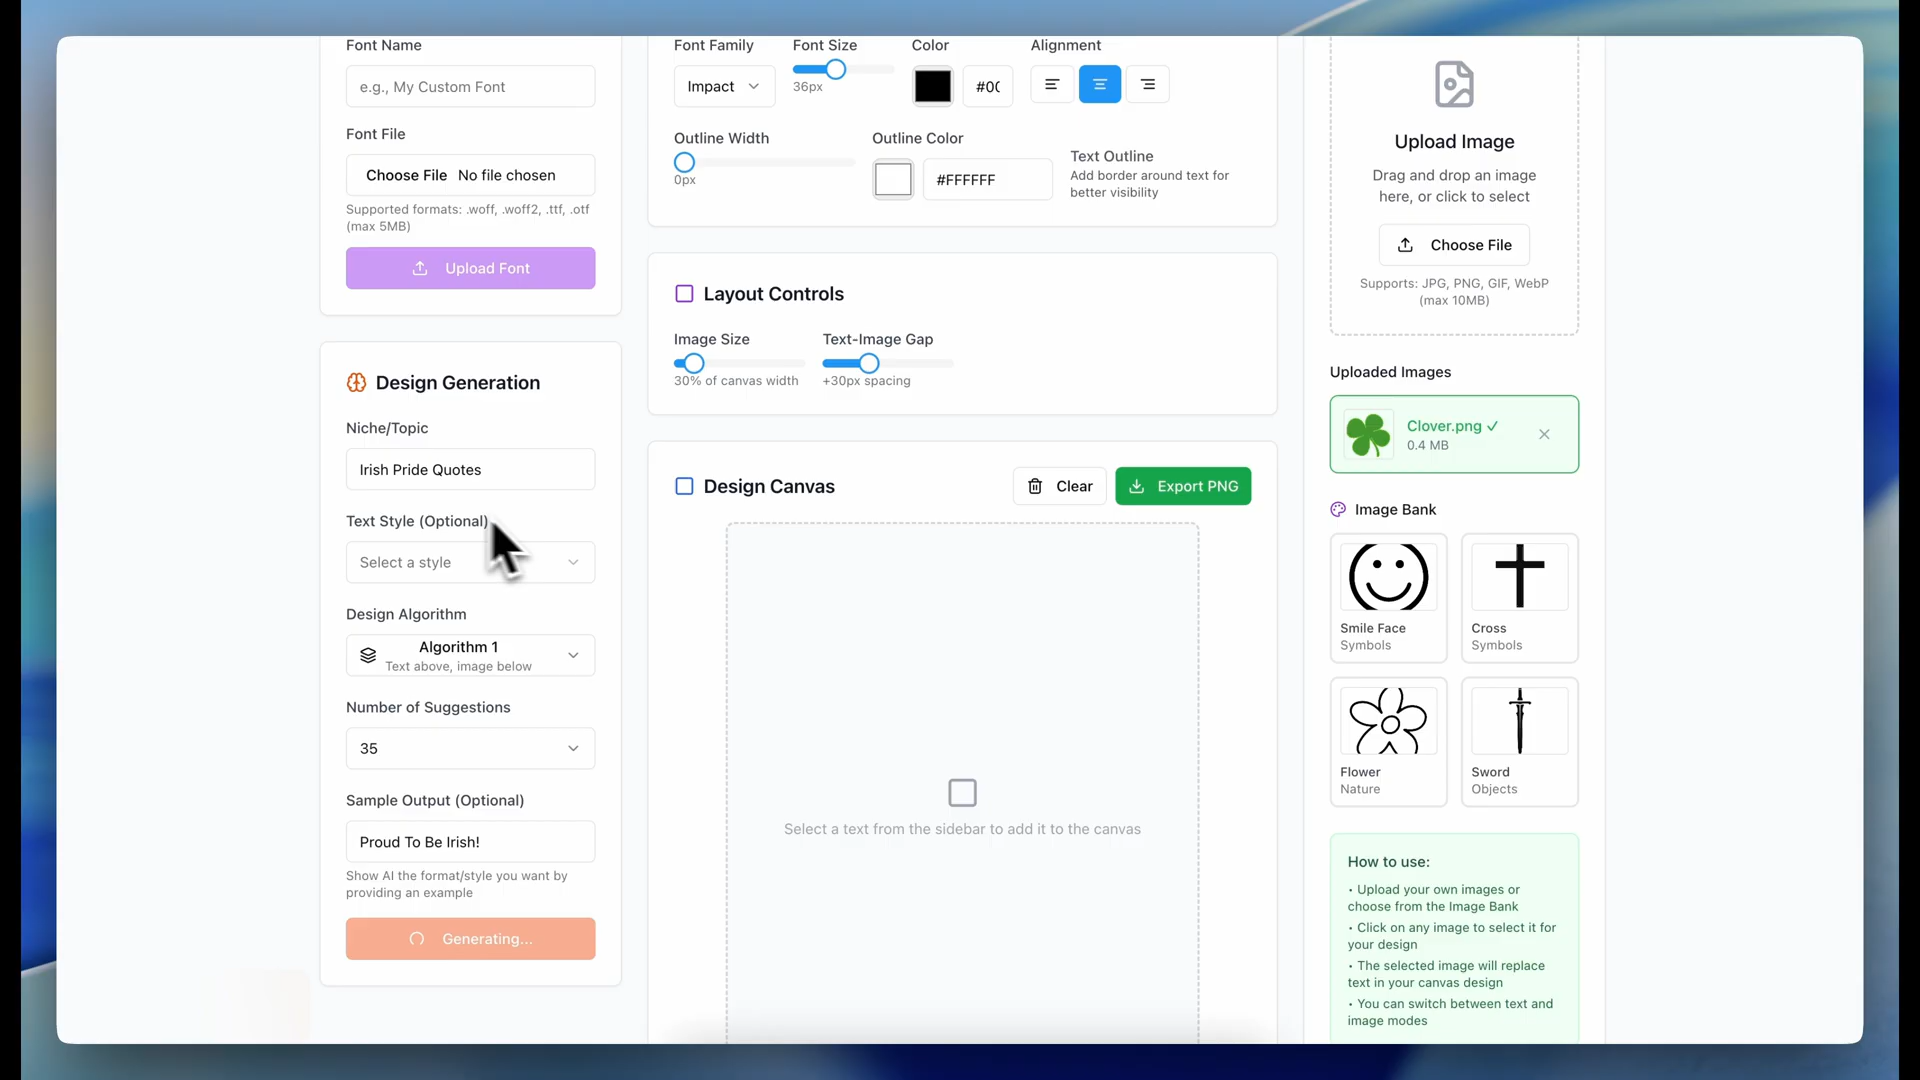 Font Name
e.g., My Custom Font
Font File
Choose File No file chosen
Supported formats: .woff, .woff2, .ttf, .otf
(max 5MB)
Upload Font
Design Generation
Niche/Topic
Irish Pride Quotes
Text Style (Optional)
Select a style
Design Algorithm
Algorithm 1
Text above, image below
Number of Suggestions
35
Sample Output (Optional)
Proud To Be Irish!
Show AI the format/style you want by
providing an example
Generating...
Font Family
Impact
Font Size
36px
Color
#00
Alignment
Outline Width
0px
Outline Color
#FFFFFF
Text Outline
Add border around text for
better visibility
Layout Controls
Image Size
30% of canvas width
Text-Image Gap
+30px spacing
Design Canvas
Clear
Export PNG
Select a text from the sidebar to add it to the canvas
Upload Image
Drag and drop an image
here, or click to select
Choose File
Supports: JPG, PNG, GIF, WebP
(max 10MB)
Uploaded Images
Clover.png ✓
0.4 MB
Image Bank
Smile Face
Symbols
Cross
Symbols
Flower
Nature
Sword
Objects
How to use:
• Upload your own images or
choose from the Image Bank
• Click on any image to select it for
your design
• The selected image will replace
text in your canvas design
• You can switch between text and
image modes